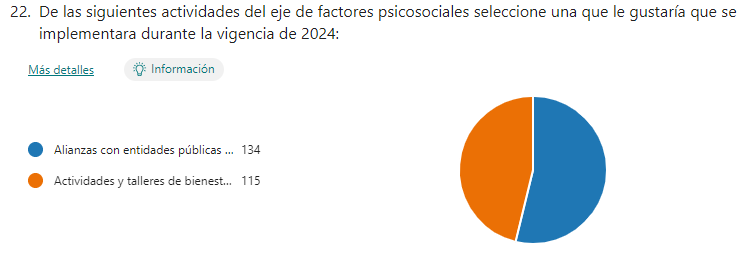 22. De las siguientes actividades del eje de factores psicosociales seleccione una que le gustaría que se
implementara durante la vigencia de 2024:
Más detalles
Información
Alianzas con entidades públicas ... 134
Actividades y talleres de bienest... 115